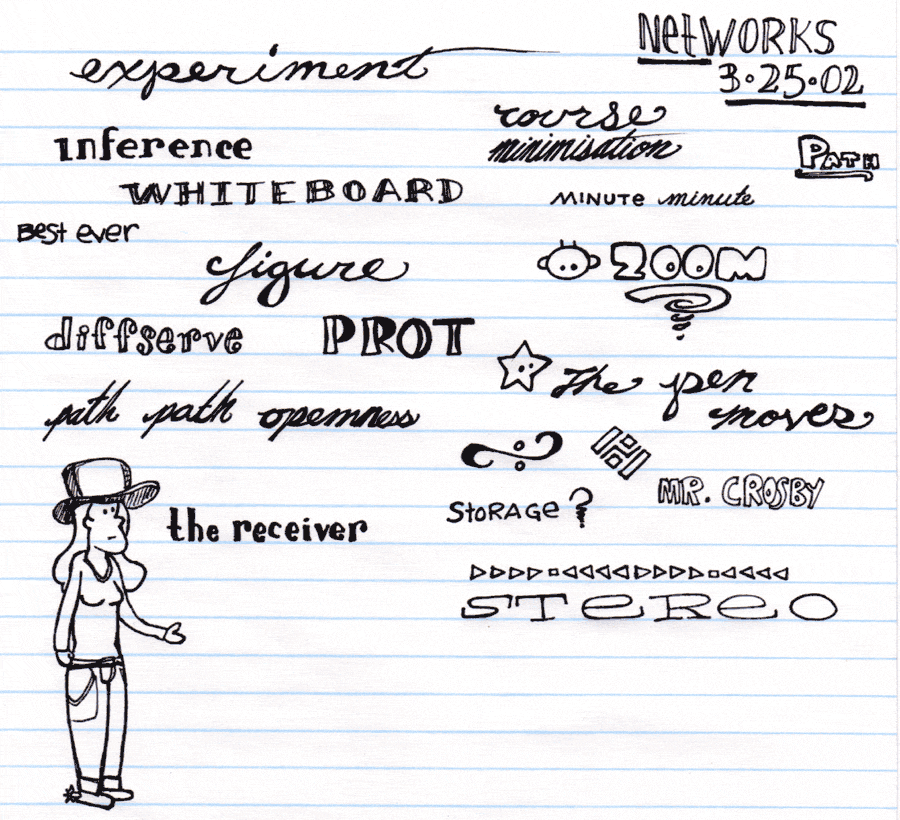 NetWORKS
3·25·02
experiment
course
minimisation
PATH
inference
WHITEBOARD
MINUTE minute
Best ever
figure
ZOOM
diffserve
PROT
The pen
moves
path path openness
MR. CROSBY
STORAGE?
the receiver
STEREO